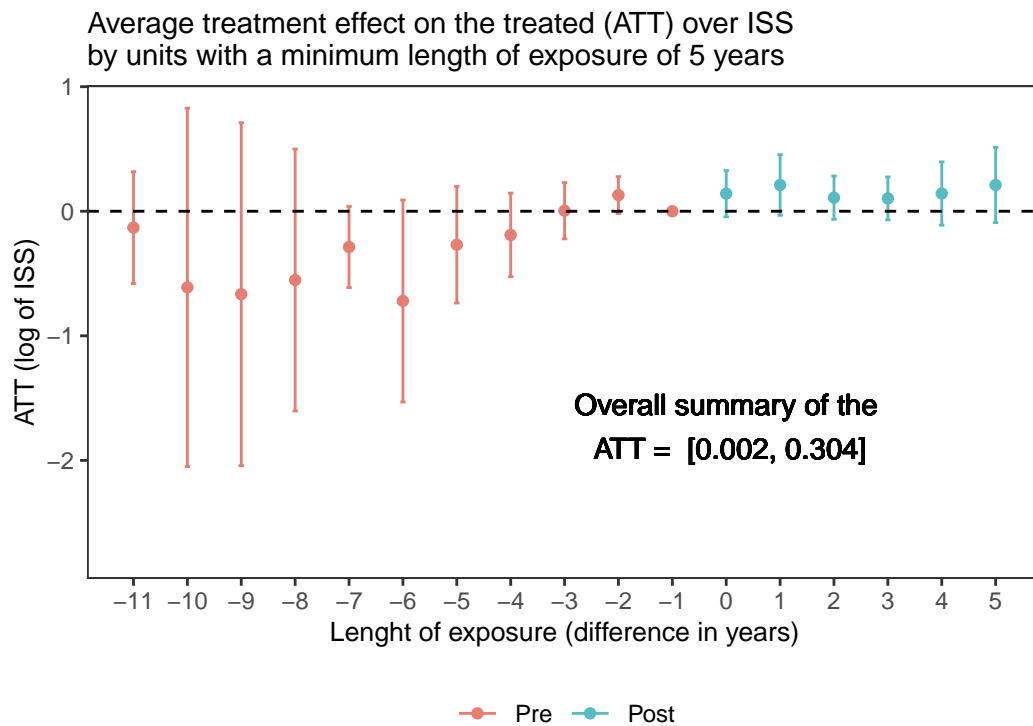 Average treatment effect on the treated (ATT) over ISS
by units with a minimum length of exposure of 5 years
1
0
−1
−2
ATT (log of ISS)
Overall summary of the
ATT = [0.002, 0.304]
−11 −10 −9 −8 −7 −6 −5 −4 −3 −2 −1 0 1 2 3 4 5
Lenght of exposure (difference in years)
Pre Post